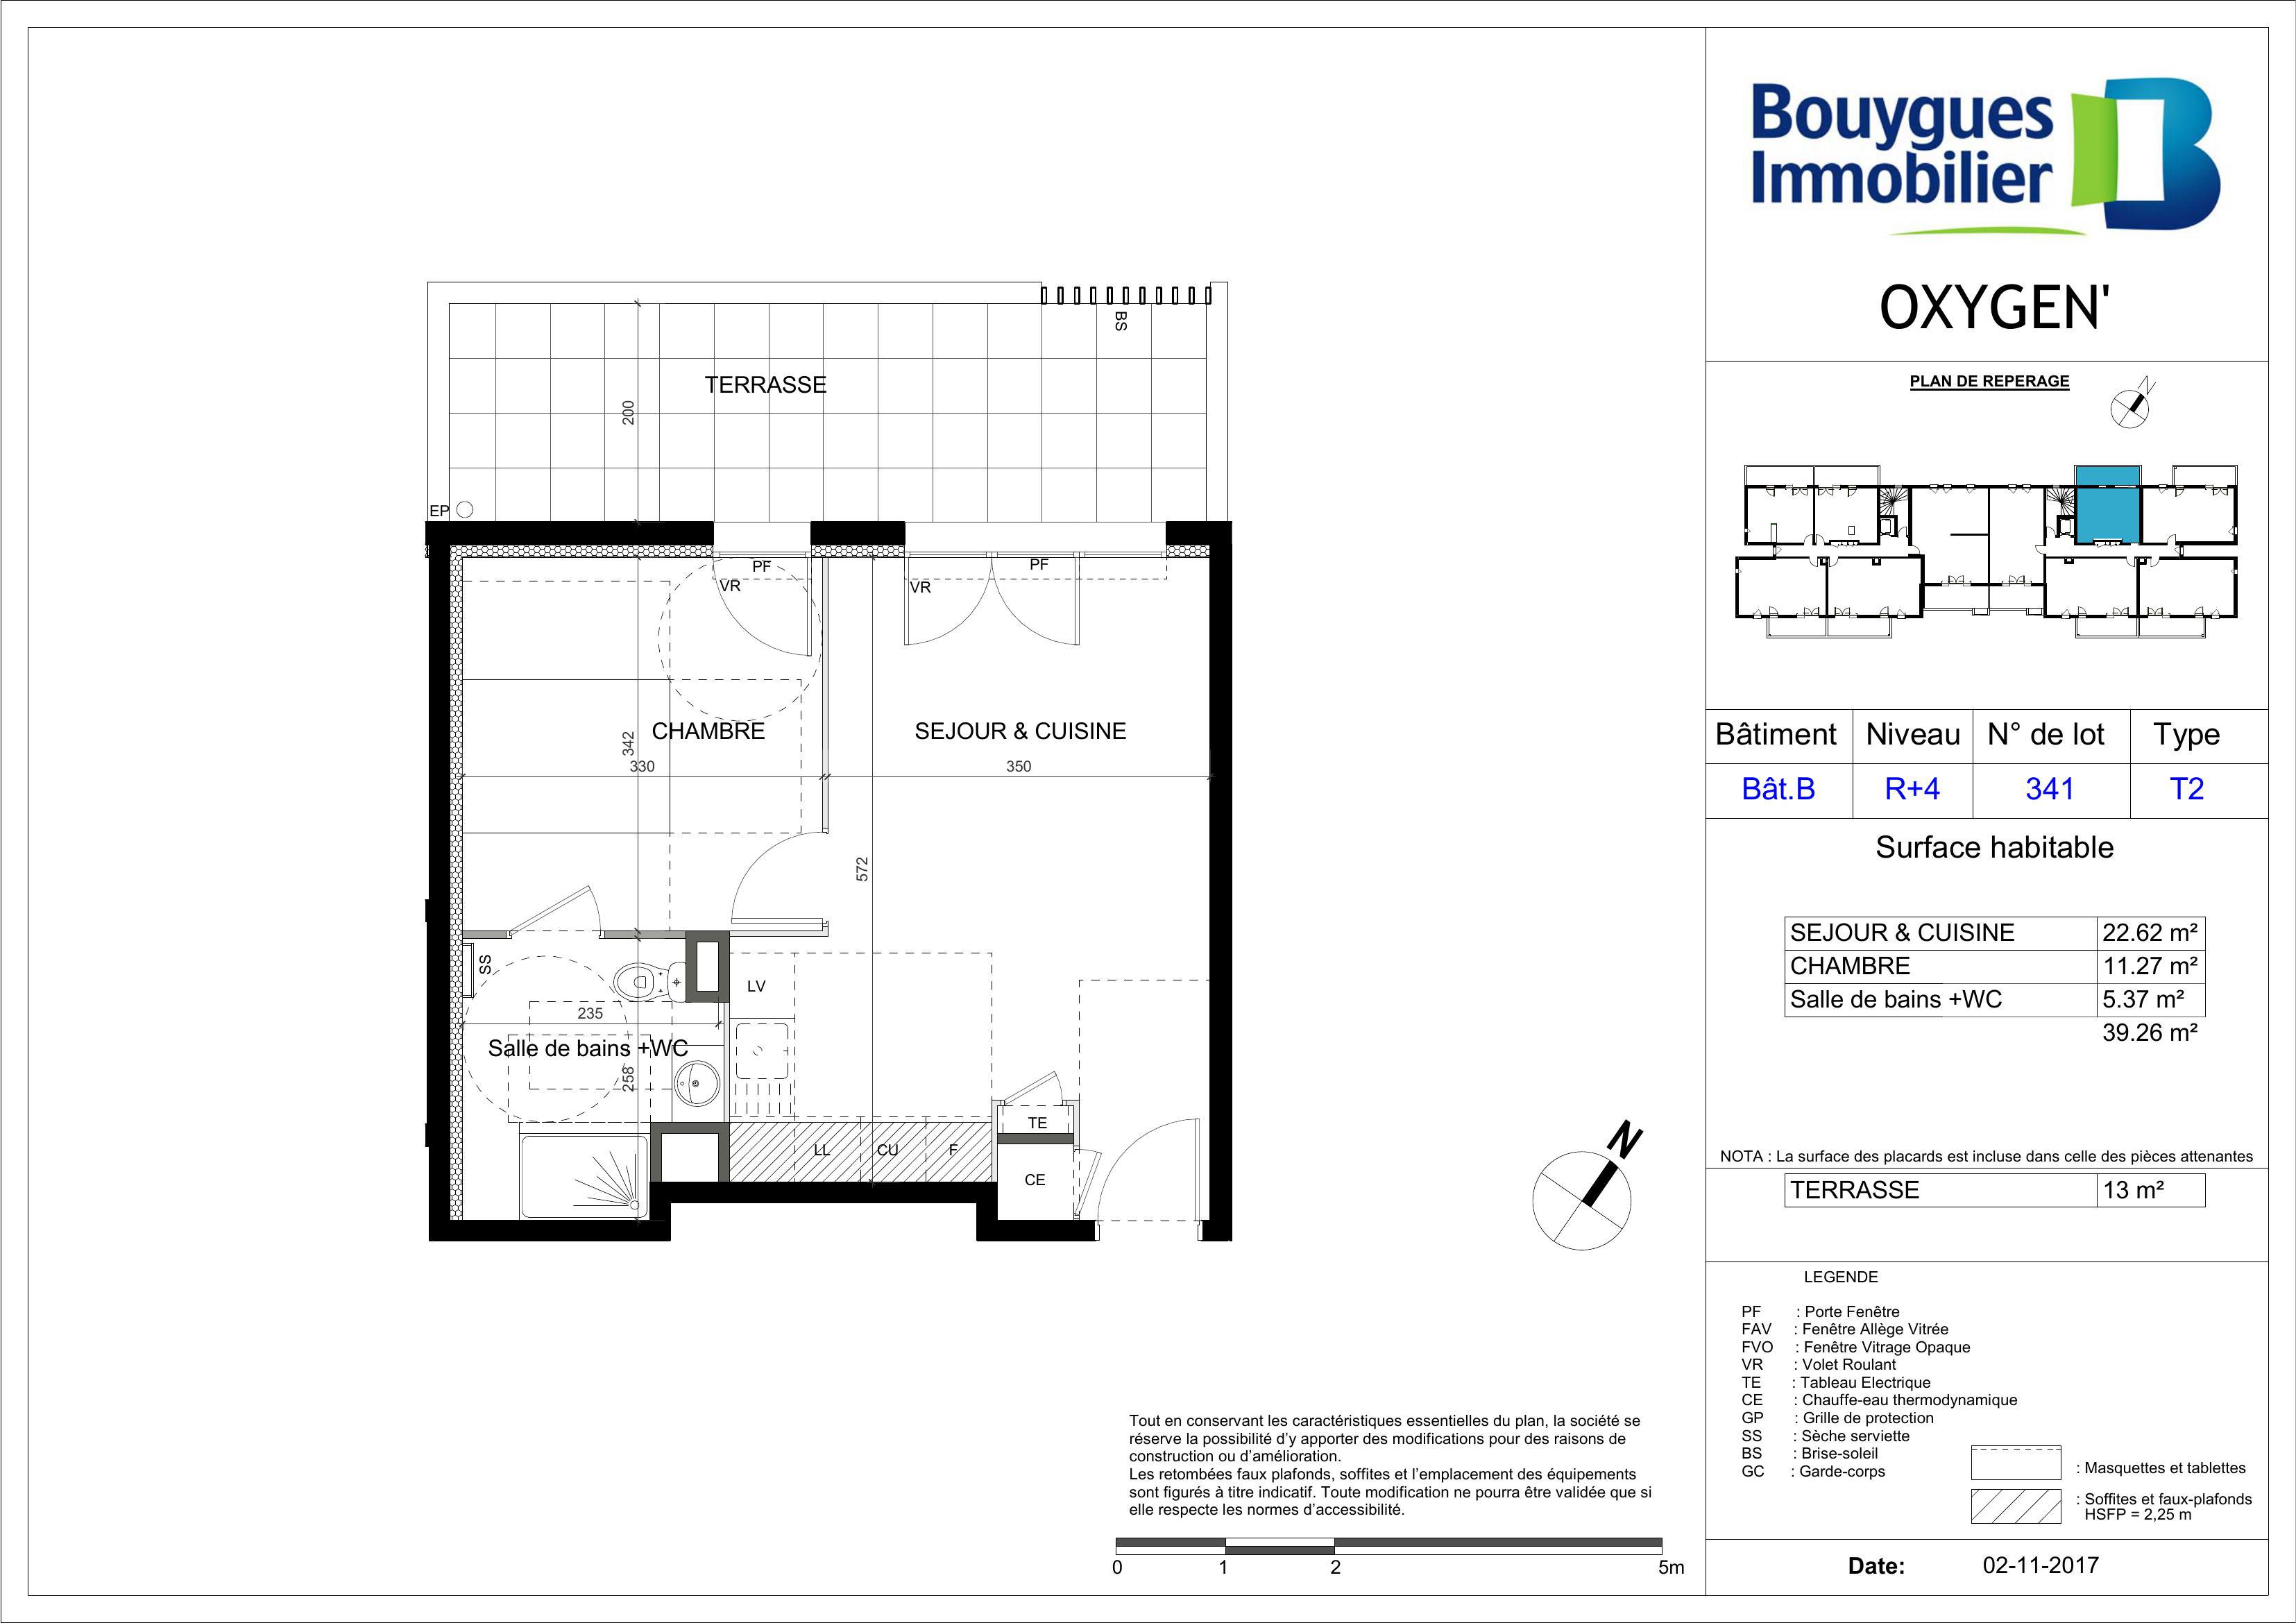 BS
TERRASSE
200
EP
PF
VR
PF
VR
CHAMBRE
342
330
SEJOUR & CUISINE
350
572
SS
LV
235
Salle de bains +WC
258
TE
LL
CU
F
CE
N
Tout en conservant les caractéristiques essentielles du plan, la société se
réserve la possibilité d'y apporter des modifications pour des raisons de
construction ou d'amélioration.
Les retombées faux plafonds, soffites et l'emplacement des équipements
sont figurés à titre indicatif. Toute modification ne pourra être validée que si
elle respecte les normes d'accessibilité.
0 1 2 5m
Bouygues
Immobilier
OXYGEN'
PLAN DE REPERAGE
N
Bâtiment Niveau N° de lot Type
Bât.B R+4 341 T2
Surface habitable
SEJOUR & CUISINE 22.62 m²
CHAMBRE 11.27 m²
Salle de bains +WC 5.37 m²
39.26 m²
NOTA : La surface des placards est incluse dans celle des pièces attenantes
TERRASSE 13 m²
LEGENDE
PF : Porte Fenêtre
FAV : Fenêtre Allège Vitrée
FVO : Fenêtre Vitrage Opaque
VR : Volet Roulant
TE : Tableau Electrique
CE : Chauffe-eau thermodynamique
GP : Grille de protection
SS : Sèche serviette
BS : Brise-soleil
GC : Garde-corps
: Masquettes et tablettes
: Soffites et faux-plafonds
HSFP = 2,25 m
Date: 02-11-2017